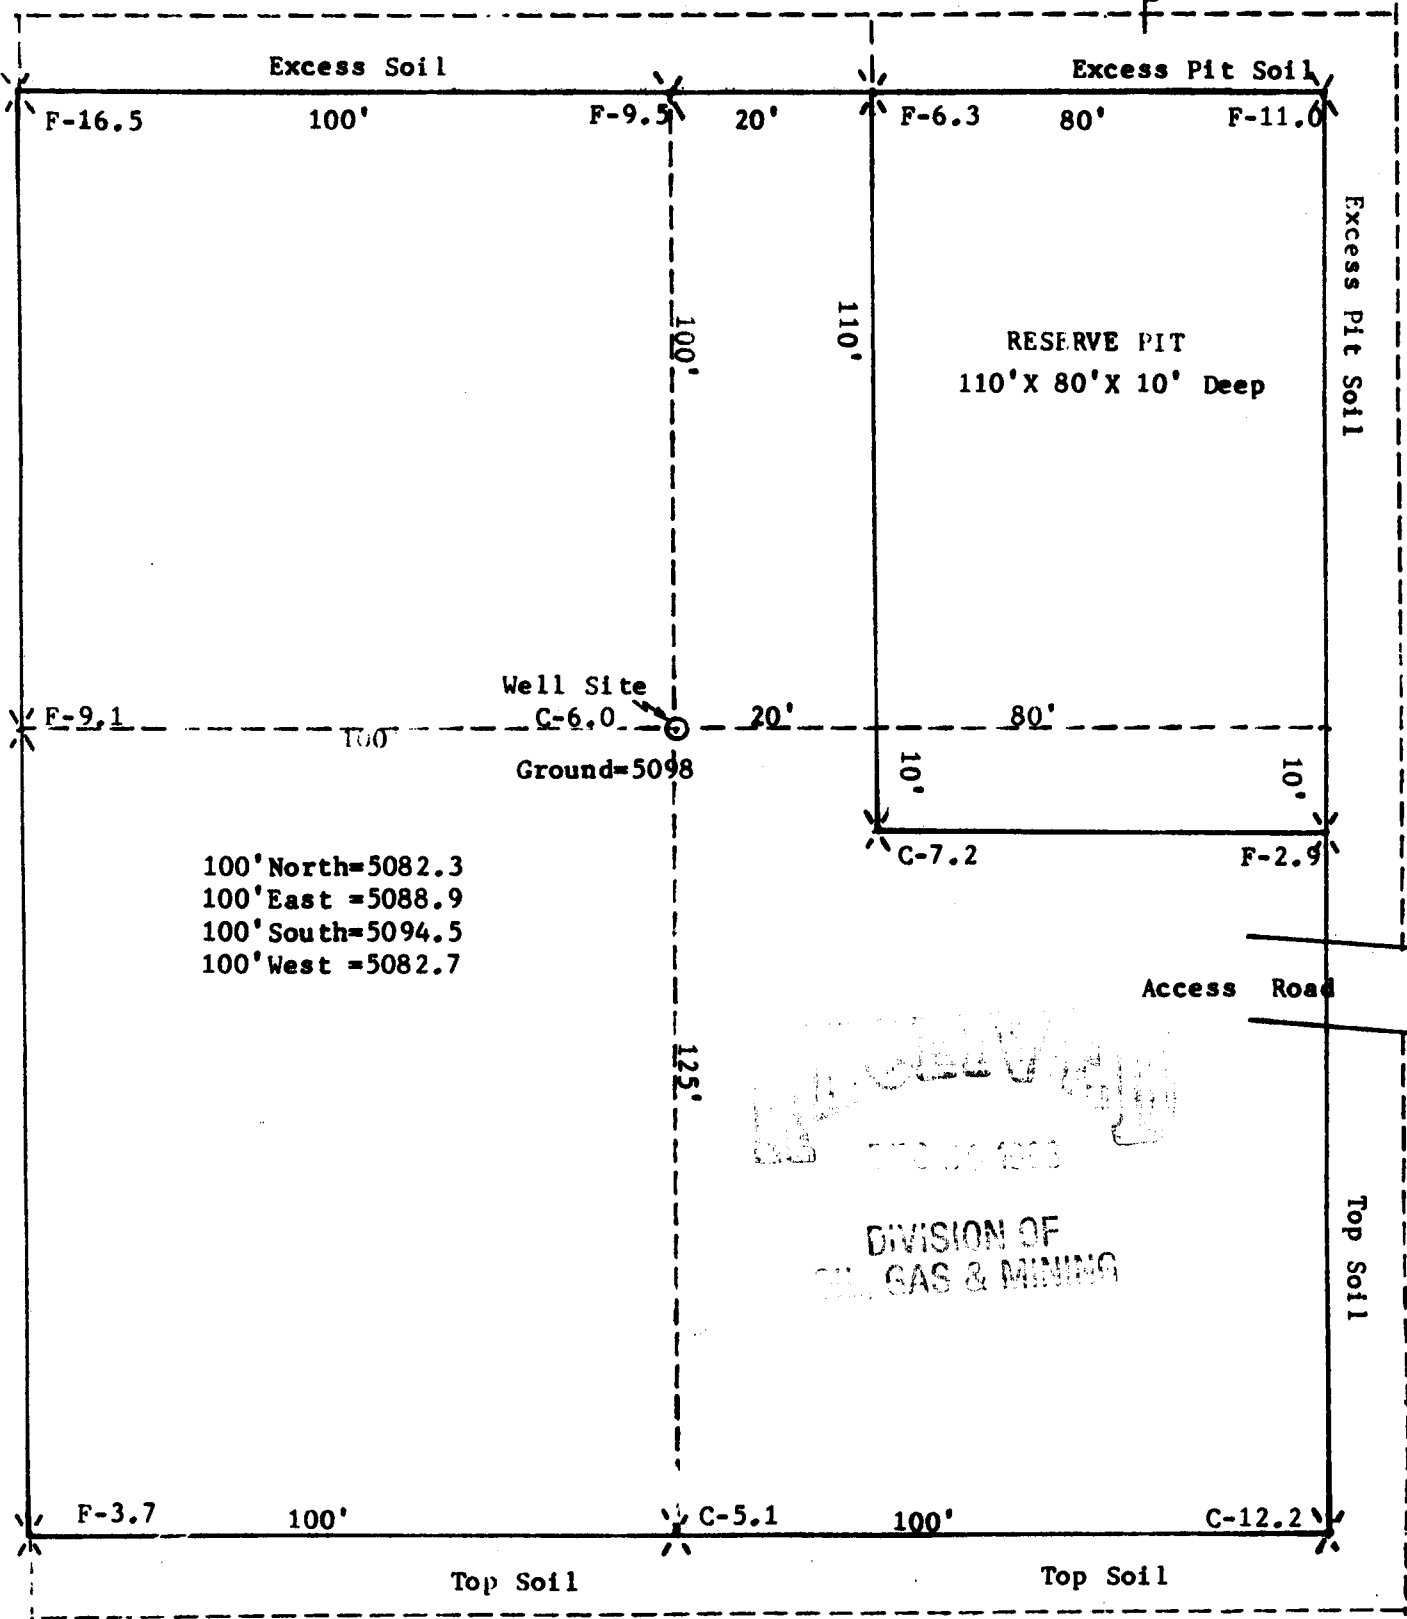 Excess Soil
Excess Pit Soil
F-16.5 100' F-9.5 20' F-6.3 80' F-11.0
Excess Pit Soil
100'
110'
RESERVE PIT
110'X 80'X 10' Deep
Well Site
F-9.1 100' C-6.0 20' 80'
Ground=5098
10' 10'
C-7.2 F-2.9
100'North=5082.3
100'East =5088.9
100'South=5094.5
100'West =5082.7
Access Road
125'
RECEIVED
DIVISION OF
OIL, GAS & MINING
Top Soil
F-3.7 100' C-5.1 100' C-12.2
Top Soil
Top Soil